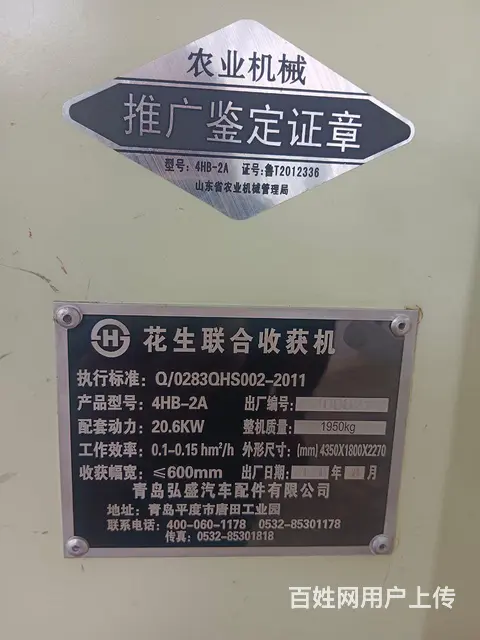 农业机械
推广鉴定证章
型号: 4HB-2A 证号:鲁T2012336
山东省农业机械管理局
H 花生联合收获机
执行标准: Q/0283QHS002-2011
产品型号: 4HB-2A 出厂编号:
配套动力: 20.6KW 整机质量: 1950kg
工作效率: 0.1-0.15hm²/h 外形尺寸: (mm) 4350X1800X2270
收获幅宽: ≤600mm 出厂日期: 年 月
青岛弘盛汽车配件有限公司
地址: 青岛平度市唐田工业园
联系电话: 400-060-1178 0532-85301178
传真: 0532-85301818
百姓网用户上传